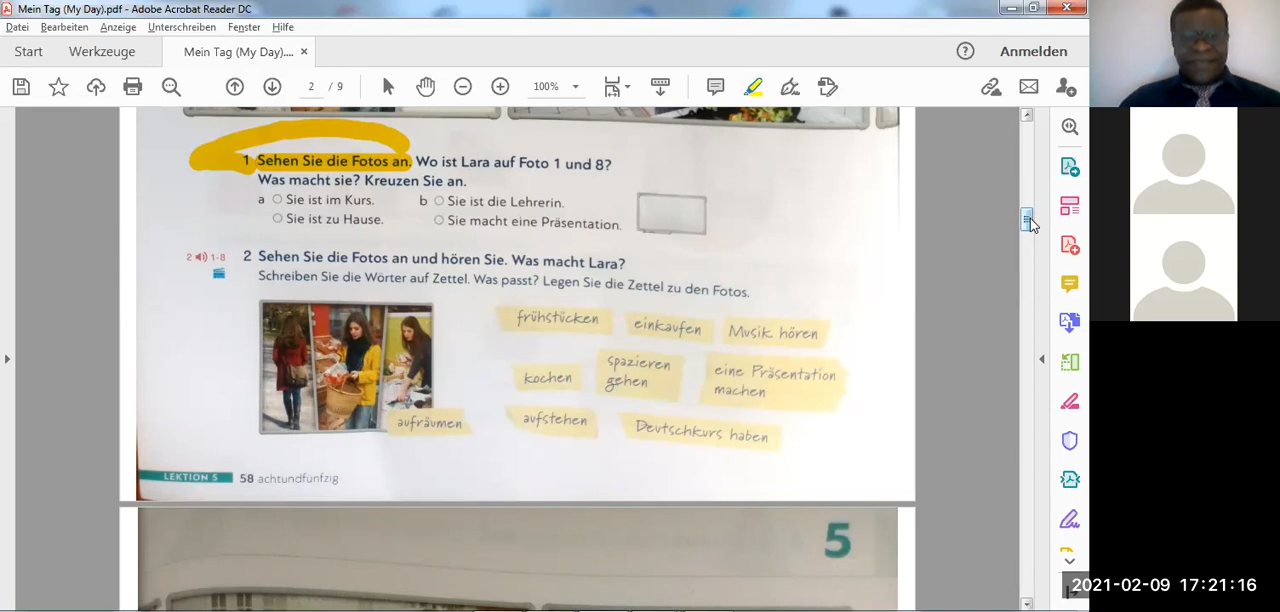 Mein Tag (My Day).pdf - Adobe Acrobat Reader DC
Datei Bearbeiten Anzeige Unterschreiben Fenster Hilfe
Start Werkzeuge Mein Tag (My Day).... × Anmelden
2 / 9 100%
1 Sehen Sie die Fotos an. Wo ist Lara auf Foto 1 und 8?
Was macht sie? Kreuzen Sie an.
a Sie ist im Kurs. b Sie ist die Lehrerin.
Sie ist zu Hause. Sie macht eine Präsentation.
2 1-8 2 Sehen Sie die Fotos an und hören Sie. Was macht Lara?
Schreiben Sie die Wörter auf Zettel. Was passt? Legen Sie die Zettel zu den Fotos.
frühstücken einkaufen Musik hören
kochen
spazieren
gehen
eine Präsentation
machen
aufräumen aufstehen Deutschkurs haben
LEKTION 5 58 achtundfünfzig
5
2021-02-09 17:21:16